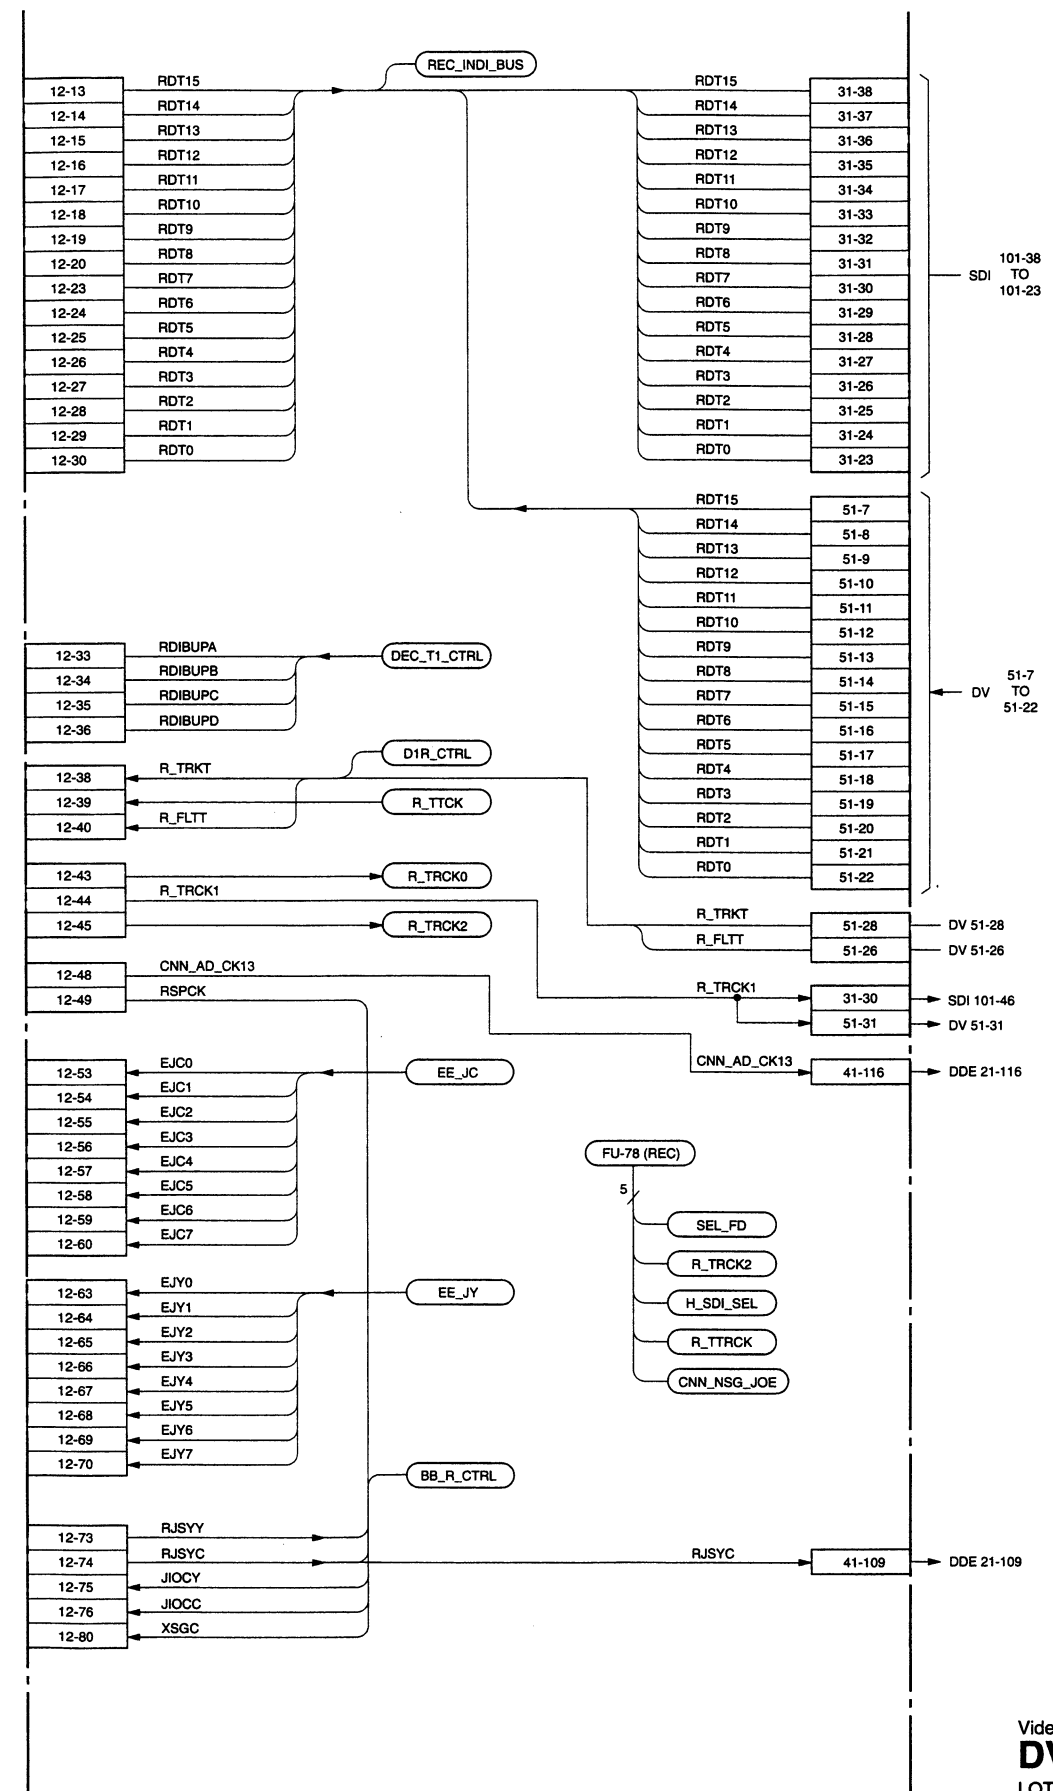 REC_INDI_BUS
12-13 RDT15 RDT15 31-38
12-14 RDT14 RDT14 31-37
12-15 RDT13 RDT13 31-36
12-16 RDT12 RDT12 31-35
12-17 RDT11 RDT11 31-34
12-18 RDT10 RDT10 31-33
12-19 RDT9 RDT9 31-32
12-20 RDT8 RDT8 31-31
12-23 RDT7 RDT7 31-30
12-24 RDT6 RDT6 31-29
12-25 RDT5 RDT5 31-28
12-26 RDT4 RDT4 31-27
12-27 RDT3 RDT3 31-26
12-28 RDT2 RDT2 31-25
12-29 RDT1 RDT1 31-24
12-30 RDT0 RDT0 31-23
SDI
101-38
TO
101-23
RDT15 51-7
RDT14 51-8
RDT13 51-9
RDT12 51-10
RDT11 51-11
RDT10 51-12
RDT9 51-13
RDT8 51-14
RDT7 51-15
RDT6 51-16
RDT5 51-17
RDT4 51-18
RDT3 51-19
RDT2 51-20
RDT1 51-21
RDT0 51-22
DV
51-7
TO
51-22
12-33 RDIBUPA DEC_T1_CTRL
12-34 RDIBUPB
12-35 RDIBUPC
12-36 RDIBUPD
D1R_CTRL
12-38 R_TRKT
12-39 R_TTCK
12-40 R_FLTT
12-43 R_TRCK0
12-44 R_TRCK1
12-45 R_TRCK2
R_TRKT 51-28 DV 51-28
R_FLTT 51-26 DV 51-26
12-48 CNN_AD_CK13
12-49 RSPCK
R_TRCK1 31-30 SDI 101-46
51-31 DV 51-31
CNN_AD_CK13 41-116 DDE 21-116
12-53 EJC0 EE_JC
12-54 EJC1
12-55 EJC2
12-56 EJC3
12-57 EJC4
12-58 EJC5
12-59 EJC6
12-60 EJC7
FU-78 (REC)
5
SEL_FD
R_TRCK2
H_SDI_SEL
R_TTRCK
CNN_NSG_JOE
12-63 EJY0 EE_JY
12-64 EJY1
12-65 EJY2
12-66 EJY3
12-67 EJY4
12-68 EJY5
12-69 EJY6
12-70 EJY7
BB_R_CTRL
12-73 RJSYY
12-74 RJSYC RJSYC 41-109 DDE 21-109
12-75 JIOCY
12-76 JIOCC
12-80 XSGC